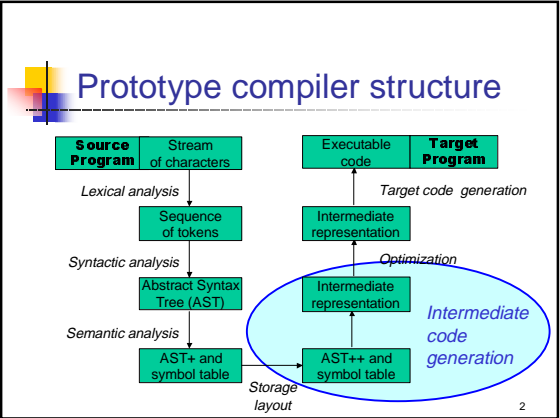 Prototype compiler structure
Source
Program
Stream
of characters
Lexical analysis
Sequence
of tokens
Syntactic analysis
Abstract Syntax
Tree (AST)
Semantic analysis
AST+ and
symbol table
Storage
layout
AST++ and
symbol table
Intermediate
representation
Intermediate
code
generation
Optimization
Intermediate
representation
Target code generation
Executable
code
Target
Program
2